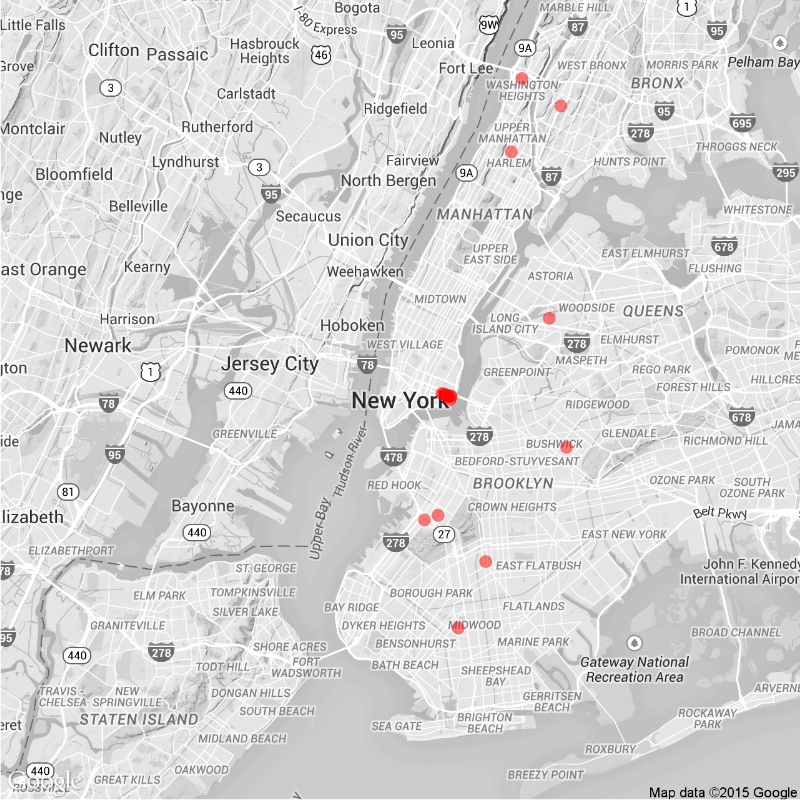 Little Falls
Bogota
I-80 Express
95
Leonia
9W
MARBLE HILL
87
1
95
Clifton
Passaic
Hasbrouck
Heights
46
9A
Fort Lee
WASHINGTON
HEIGHTS
WEST BRONX
MORRIS PARK
Pelham Bay
BRONX
3
Carlstadt
Ridgefield
95
278
695
Montclair
Nutley
Rutherford
UPPER
MANHATTAN
HARLEM
THROGGS NECK
Lyndhurst
3
Fairview
HUNTS POINT
Bloomfield
95
North Bergen
9A
87
295
Belleville
Secaucus
MANHATTAN
WHITESTONE
Union City
UPPER
EAST SIDE
678
East Orange
Kearny
Weehawken
ASTORIA
EAST ELMHURST
FLUSHING
MIDTOWN
Harrison
Hoboken
LONG
ISLAND CITY
WOODSIDE
QUEENS
Newark
WEST VILLAGE
278
ELMHURST
1
Jersey City
78
MASPETH
POMONOK
GREENPOINT
REGO PARK
FOREST HILLS
HILLCRES
440
78
New York
RIDGEWOOD
678
JAMA
GREENVILLE
278
BUSHWICK
GLENDALE
RICHMOND HILL
95
Hudson River
478
BEDFORD-STUYVESANT
RED HOOK
BROOKLYN
OZONE PARK
SOUTH
OZONE PARK
81
Bayonne
Upper Bay
CROWN HEIGHTS
Belt Pkwy
Elizabeth
440
278
27
EAST NEW YORK
ELIZABETHPORT
ST. GEORGE
EAST FLATBUSH
John F. Kennedy
International Airpor
78
ELM PARK
TOMPKINSVILLE
BOROUGH PARK
SILVER LAKE
BAY RIDGE
FLATLANDS
GRANITEVILLE
DYKER HEIGHTS
MIDWOOD
BROAD CHANNEL
95
278
SHORE ACRES
BENSONHURST
MARINE PARK
440
TODT HILL
FORT
WADSWORTH
BATH BEACH
SHEEPSHEAD
BAY
Gateway National
Recreation Area
TRAVIS -
CHELSEA
NEW
SPRINGVILLE
DONGAN HILLS
GERRITSEN
BEACH
ARVERNE
SOUTH BEACH
STATEN ISLAND
SEA GATE
BRIGHTON
BEACH
ROCKAWAY
PARK
MIDLAND BEACH
ROXBURY
440
OAKWOOD
BREEZY POINT
GREAT KILLS
Google
ROSSVILLE
Map data ©2015 Google